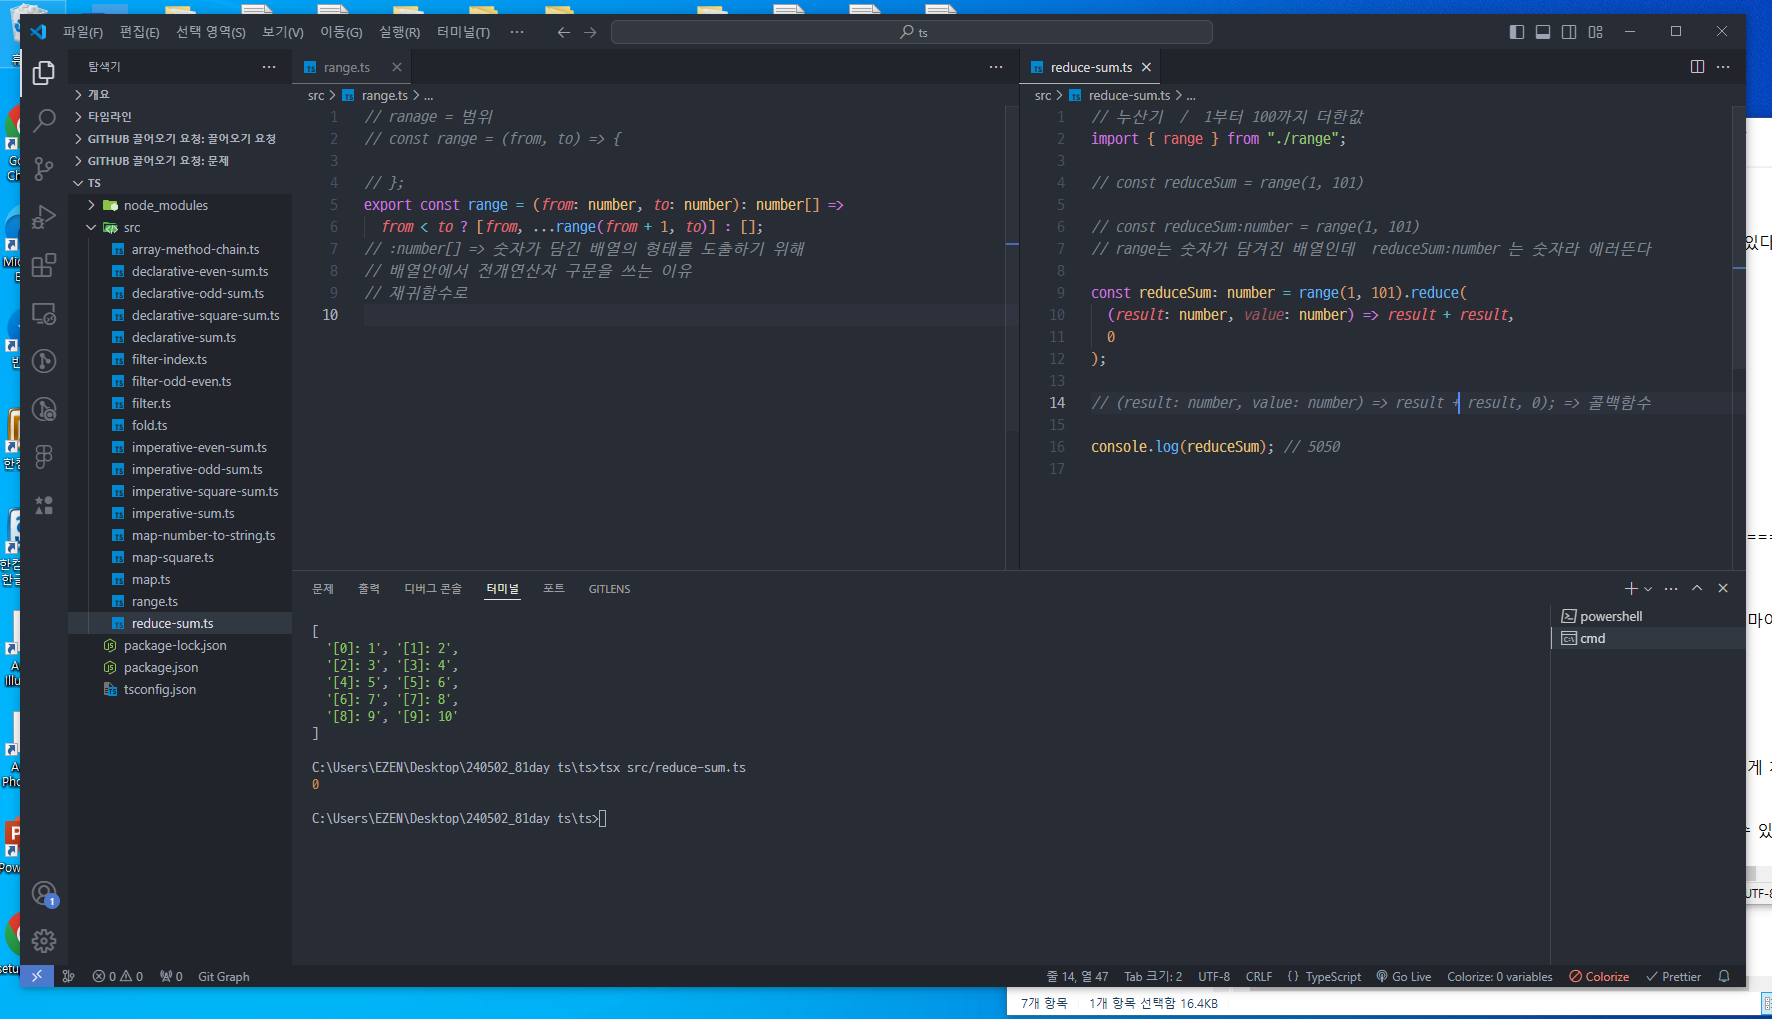 파일(F) 편집(E) 선택 영역(S) 보기(V) 이동(G) 실행(R) 터미널(T) ··· ts
탐색기
개요
타임라인
GITHUB 끌어오기 요청: 끌어오기 요청
GITHUB 끌어오기 요청: 문제
TS
node_modules
src
array-method-chain.ts
declarative-even-sum.ts
declarative-odd-sum.ts
declarative-square-sum.ts
declarative-sum.ts
filter-index.ts
filter-odd-even.ts
filter.ts
fold.ts
imperative-even-sum.ts
imperative-odd-sum.ts
imperative-square-sum.ts
imperative-sum.ts
map-number-to-string.ts
map-square.ts
map.ts
range.ts
reduce-sum.ts
package-lock.json
package.json
tsconfig.json
range.ts
src > range.ts > ...
1 // ranage = 범위
2 // const range = (from, to) => {
3
4 // };
5 export const range = (from: number, to: number): number[] =>
6 from < to ? [from, ...range(from + 1, to)] : [];
7 // :number[] => 숫자가 담긴 배열의 형태를 도출하기 위해
8 // 배열안에서 전개연산자 구문을 쓰는 이유
9 // 재귀함수로
10
reduce-sum.ts
src > reduce-sum.ts > ...
1 // 누산기 / 1부터 100까지 더한값
2 import { range } from "./range";
3
4 // const reduceSum = range(1, 101)
5
6 // const reduceSum:number = range(1, 101)
7 // range는 숫자가 담겨진 배열인데 reduceSum:number 는 숫자라 에러뜬다
8
9 const reduceSum: number = range(1, 101).reduce(
10 (result: number, value: number) => result + result,
11 0
12 );
13
14 // (result: number, value: number) => result + result, 0); => 콜백함수
15
16 console.log(reduceSum); // 5050
17
문제 출력 디버그 콘솔 터미널 포트 GITLENS
[
'[0]: 1', '[1]: 2',
'[2]: 3', '[3]: 4',
'[4]: 5', '[5]: 6',
'[6]: 7', '[7]: 8',
'[8]: 9', '[9]: 10'
]
C:\Users\EZEN\Desktop\240502_81day ts\ts>tsx src/reduce-sum.ts
0
C:\Users\EZEN\Desktop\240502_81day ts\ts>
powershell
cmd
1
0 0 0 Git Graph 줄 14, 열 47 Tab 크기: 2 UTF-8 CRLF {} TypeScript Go Live Colorize: 0 variables Colorize Prettier
7개 항목 1개 항목 선택함 16.4KB